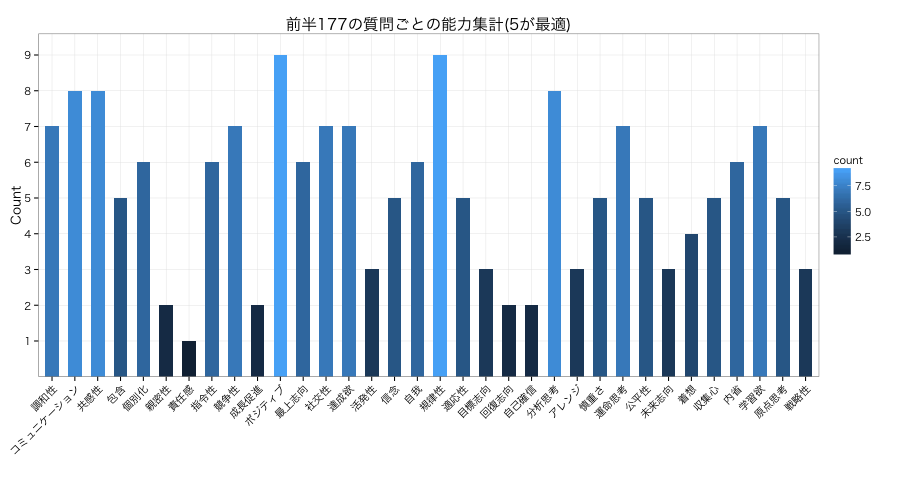 前半177の質問ごとの能力集計(5が最適)
Count
9
8
7
6
5
4
3
2
1
調和性
コミュニケーション
共感性
包含
個別化
親密性
責任感
指令性
競争性
成長促進
ポジティブ
最上志向
社交性
達成欲
活発性
信念
自我
規律性
適応性
目標志向
回復志向
自己確信
分析思考
アレンジ
慎重さ
運命思考
公平性
未来志向
着想
収集心
内省
学習欲
原点思考
戦略性
count
7.5
5.0
2.5